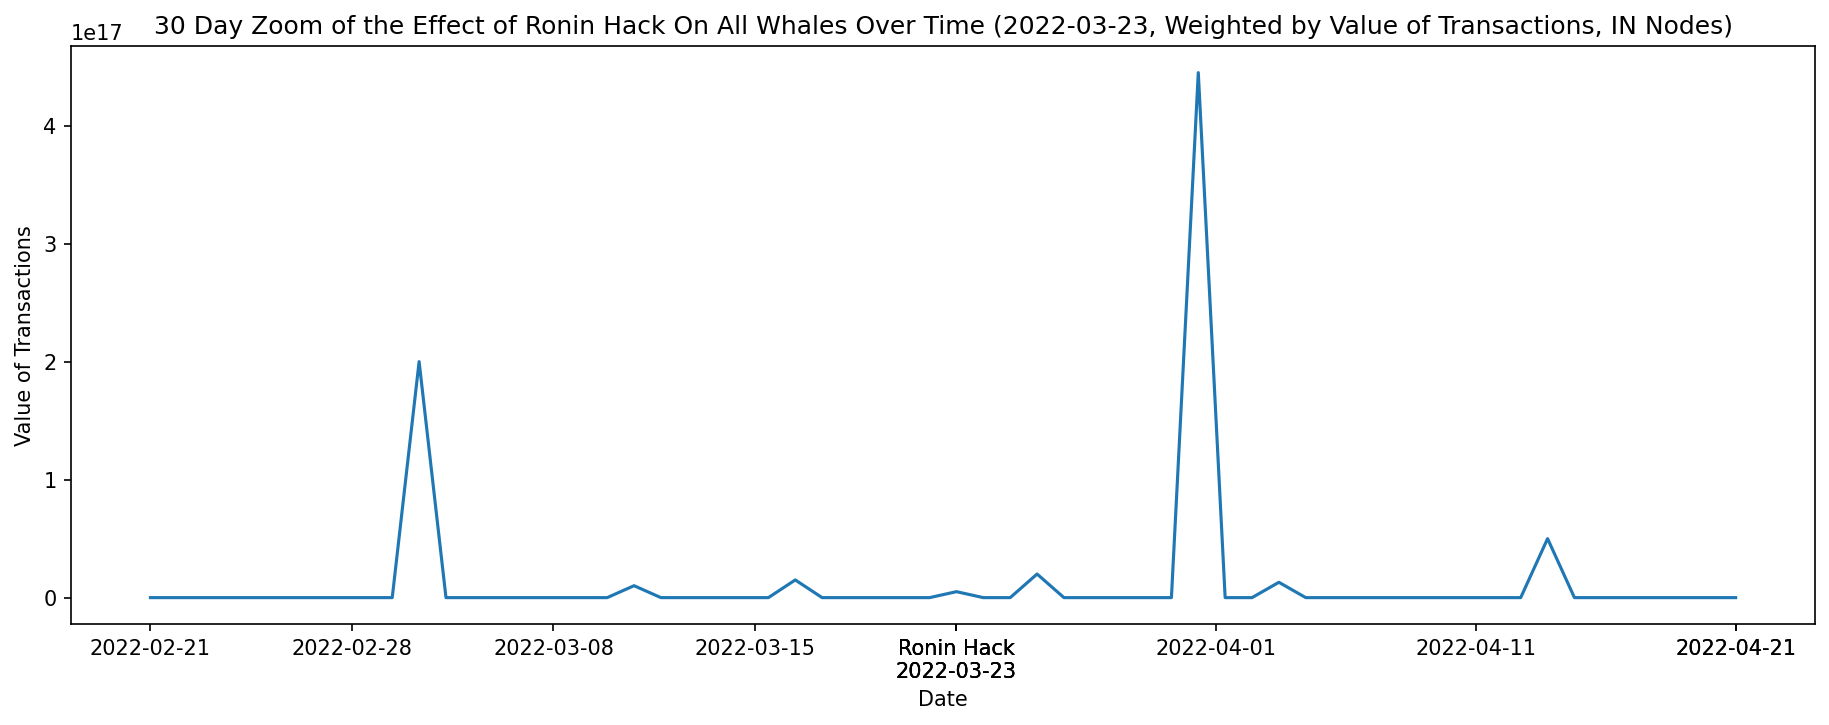 30 Day Zoom of the Effect of Ronin Hack On All Whales Over Time (2022-03-23, Weighted by Value of Transactions, IN Nodes)
1e17
4
3
2
1
0
Value of Transactions
2022-02-21 2022-02-28 2022-03-08 2022-03-15 Ronin Hack 2022-04-01 2022-04-11 2022-04-21
2022-03-23
Date